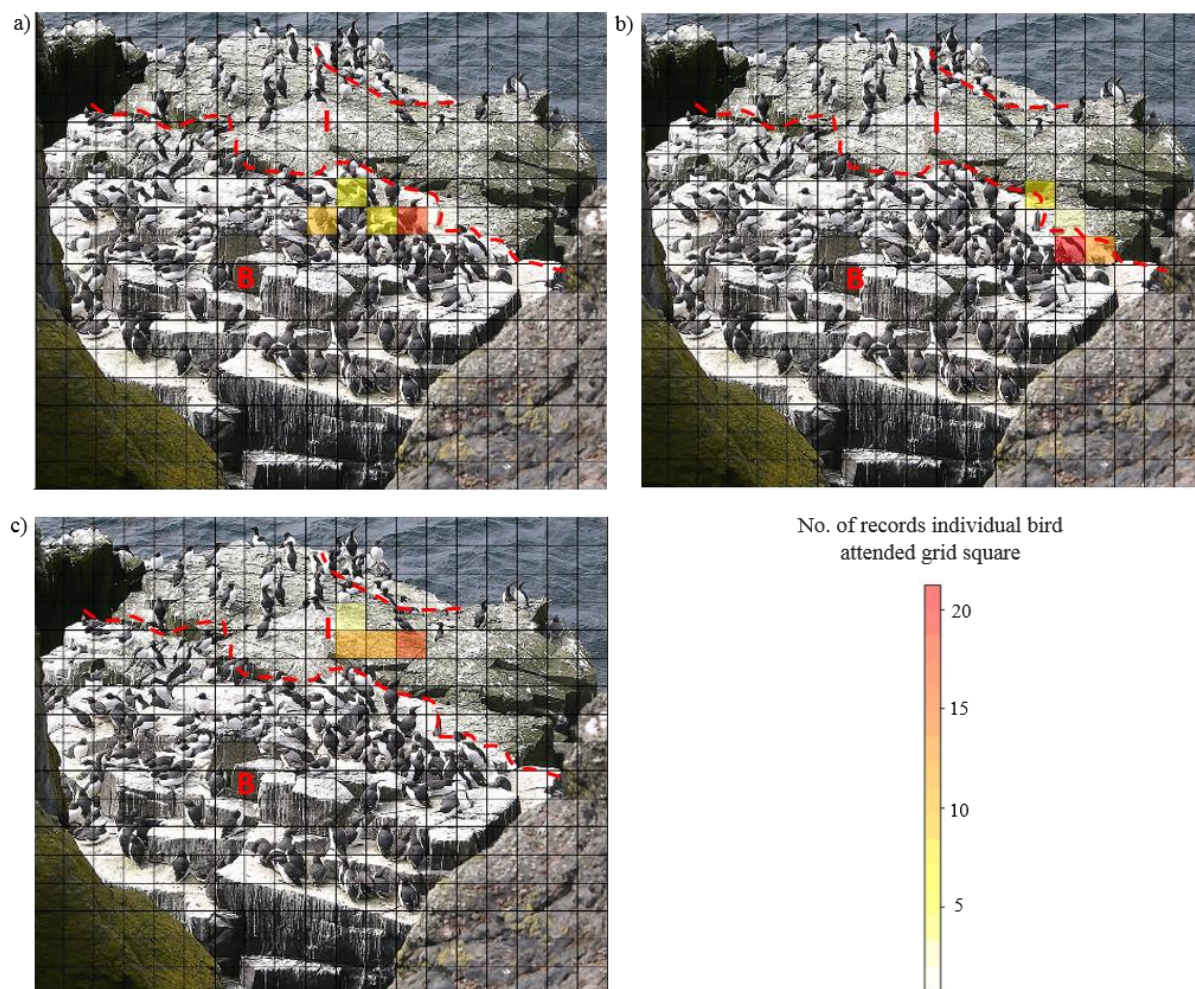 a)
b)
I
I
B
B
c)
No. of records individual bird
attended grid square
I
B
20
15
10
5